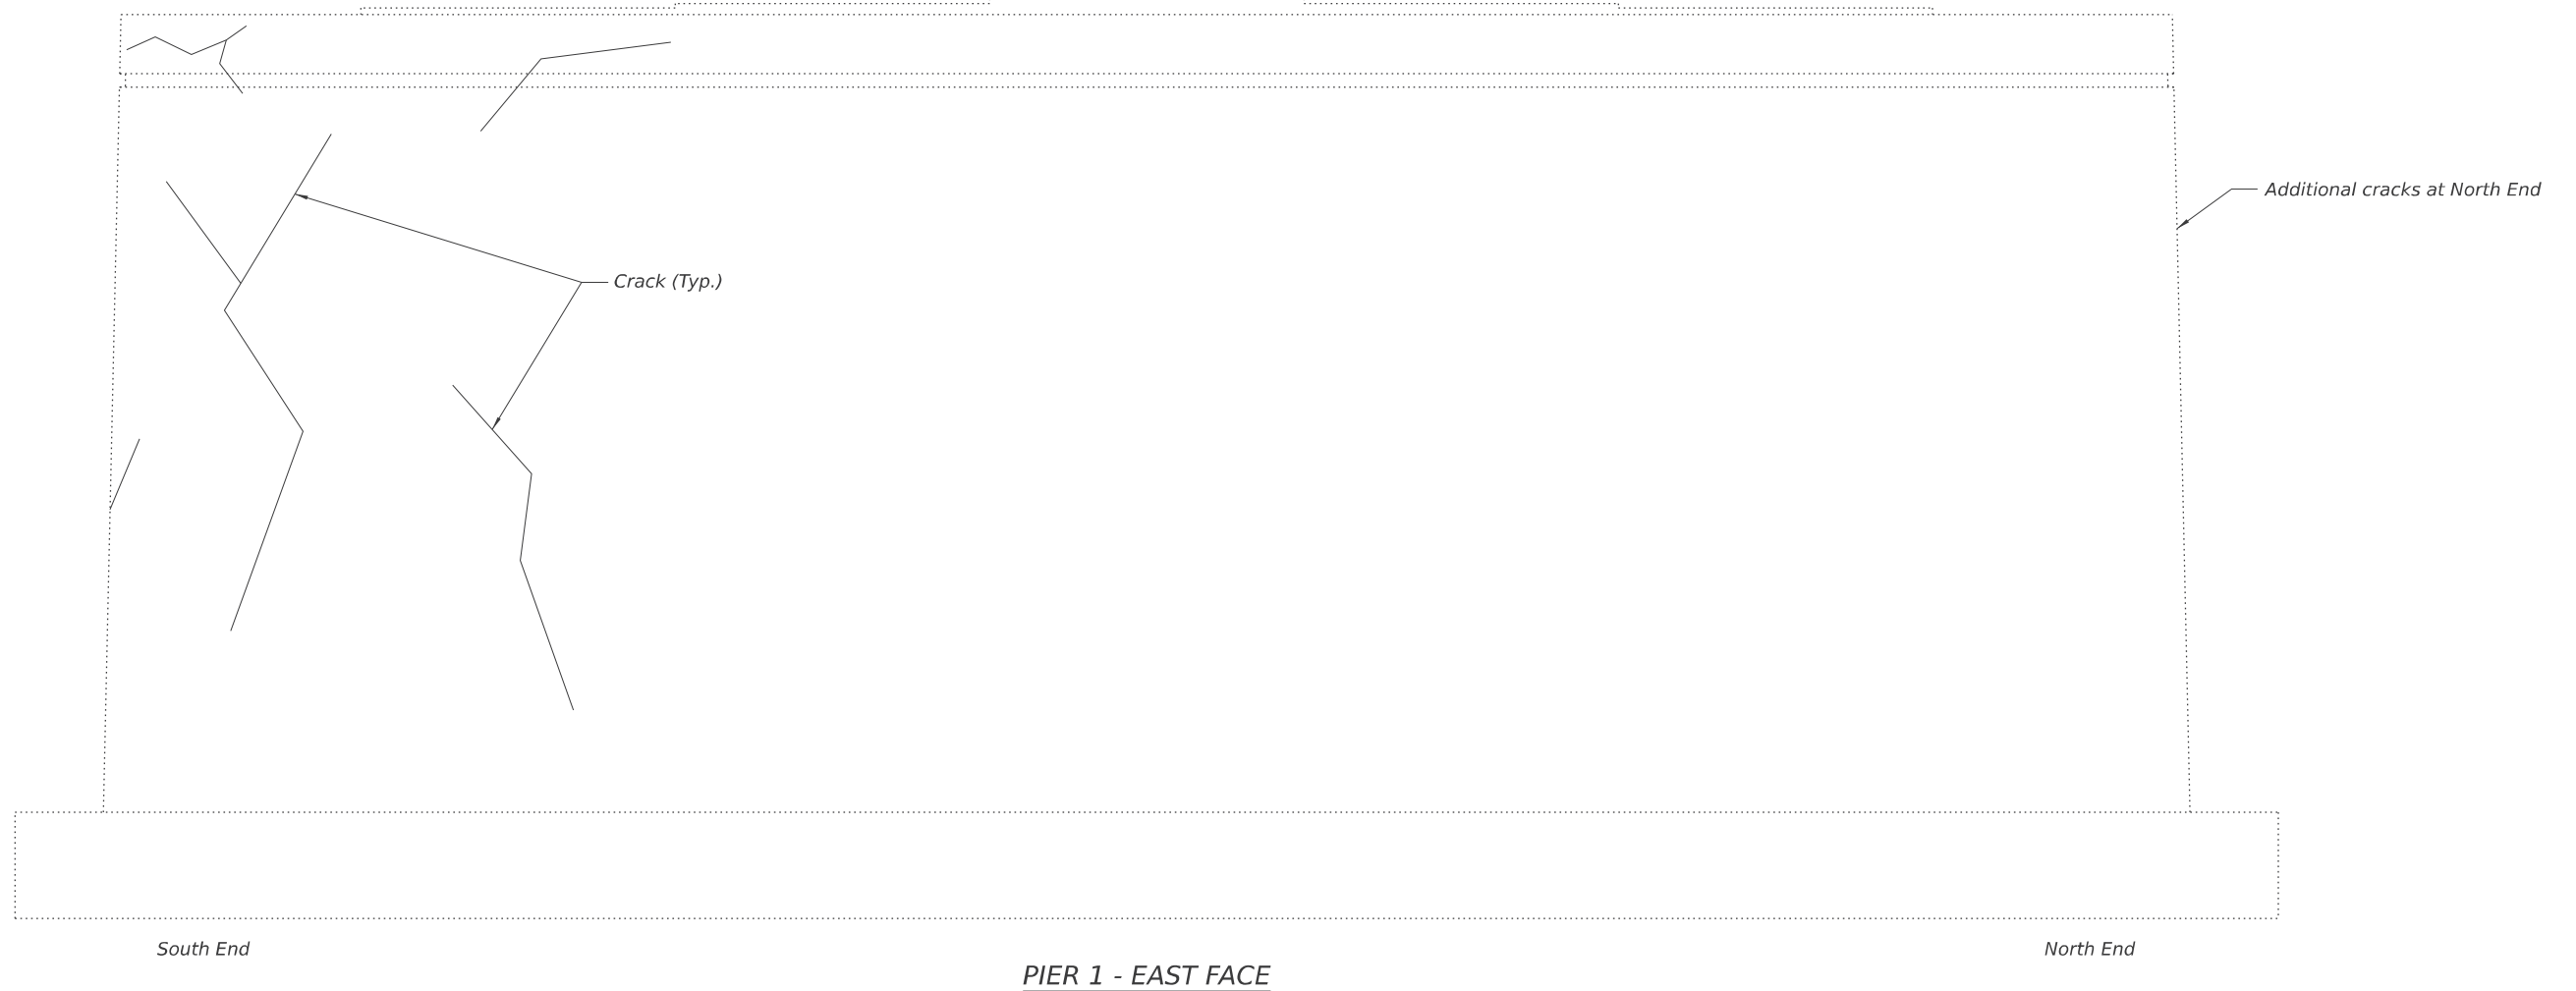 Additional cracks at North End
Crack (Typ.)
South End
North End
PIER 1 - EAST FACE